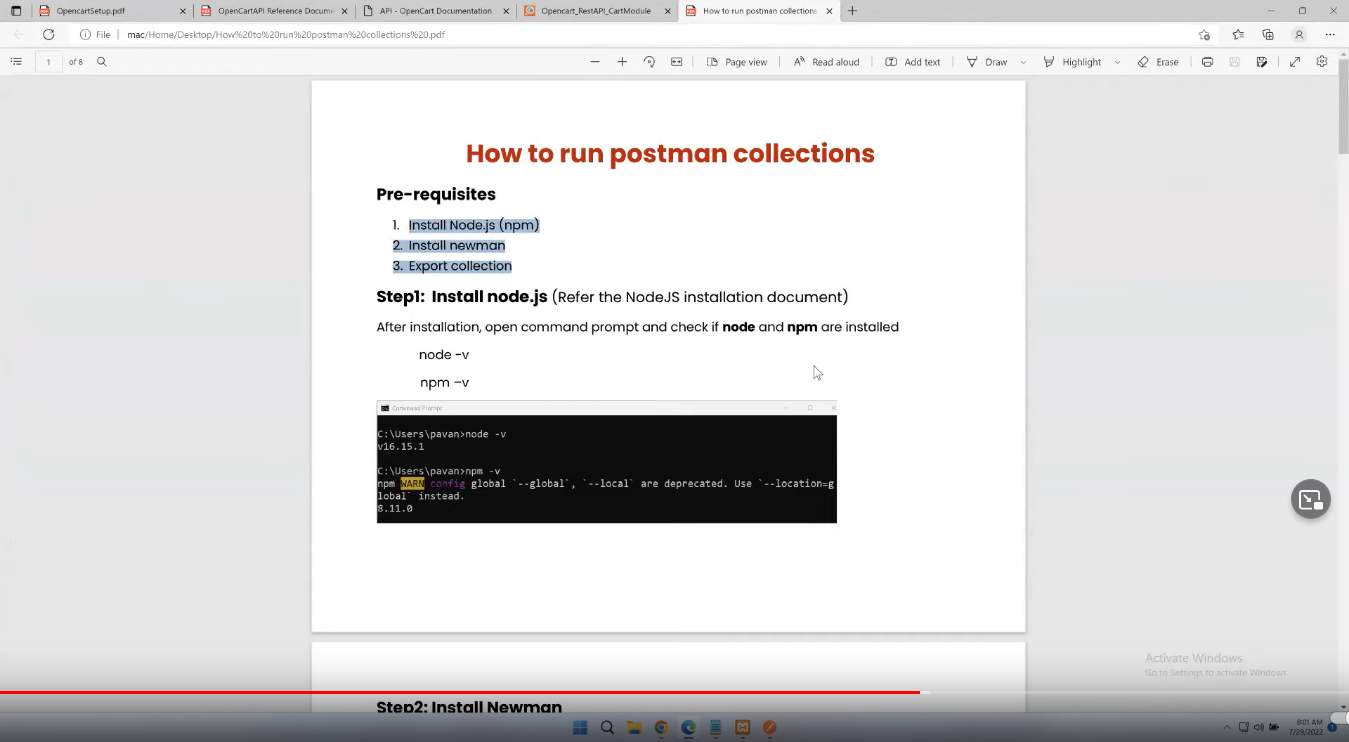 OpencartSetup.pdf
OpenCartAPI Reference Docume
API - OpenCart Documentation
Opencart_RestAPI_CartModule
How to run postman collections
File
mac/Home/Desktop/How%20to%20run%20postman%20collections%20.pdf
1 of 8
Page view
Read aloud
Add text
Draw
Highlight
Erase
How to run postman collections
Pre-requisites
1. Install Node.js (npm)
2. Install newman
3. Export collection
Step1: Install node.js (Refer the NodeJS installation document)
After installation, open command prompt and check if node and npm are installed
node -v
npm –v
Command Prompt
C:\Users\pavan>node -v
v16.15.1
C:\Users\pavan>npm -v
npm WARN config global `--global`, `--local` are deprecated. Use `--location=g
lobal` instead.
8.11.0
Activate Windows
Go to Settings to activate Windows.
Step2: Install Newman
8:01 AM
7/29/2022